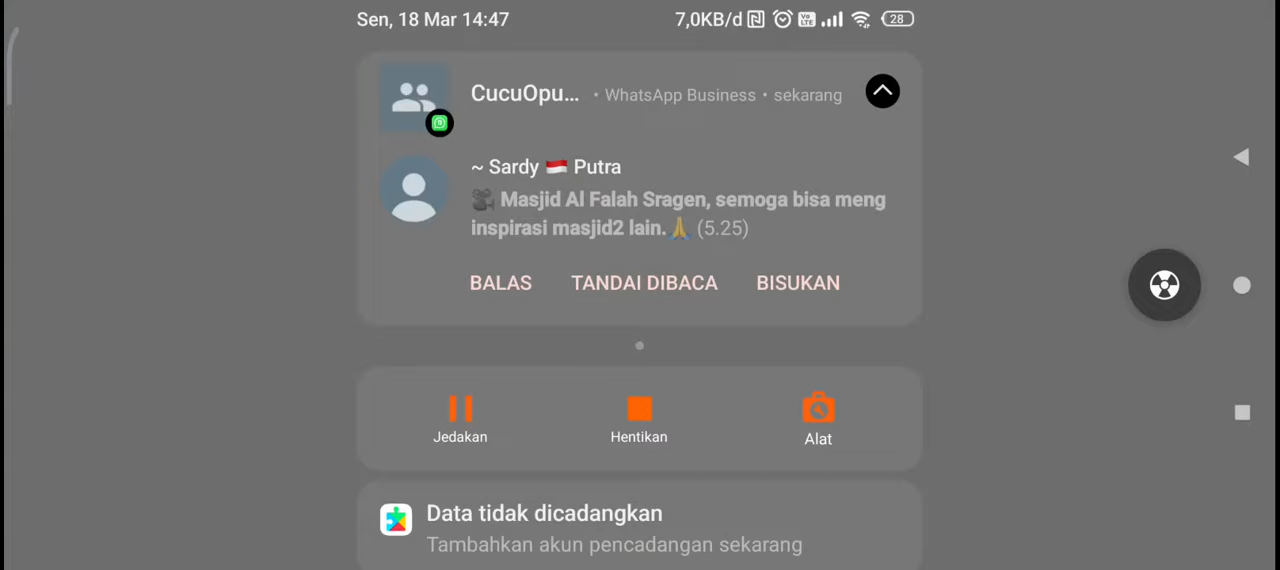 Sen, 18 Mar 14:47 7,0KB/d Vo LTE 28
CucuOpu... • WhatsApp Business • sekarang
~ Sardy 🇮🇩 Putra
🎥 Masjid Al Falah Sragen, semoga bisa meng
inspirasi masjid2 lain.🙏 (5.25)
BALAS TANDAI DIBACA BISUKAN
Jedakan Hentikan Alat
Data tidak dicadangkan
Tambahkan akun pencadangan sekarang